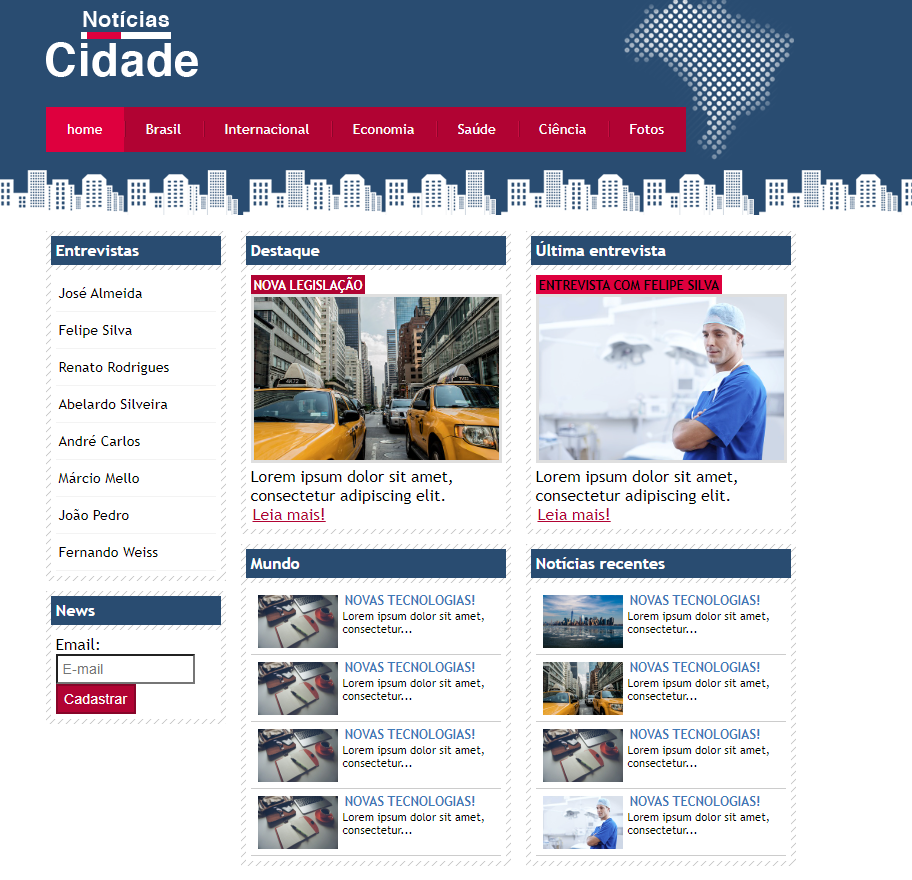 Notícias
Cidade
home Brasil Internacional Economia Saúde Ciência Fotos
Entrevistas
José Almeida
Felipe Silva
Renato Rodrigues
Abelardo Silveira
André Carlos
Márcio Mello
João Pedro
Fernando Weiss
News
Email:
E-mail
Cadastrar
Destaque
NOVA LEGISLAÇÃO
Lorem ipsum dolor sit amet,
consectetur adipiscing elit.
Leia mais!
Última entrevista
ENTREVISTA COM FELIPE SILVA
Lorem ipsum dolor sit amet,
consectetur adipiscing elit.
Leia mais!
Mundo
NOVAS TECNOLOGIAS!
Lorem ipsum dolor sit amet,
consectetur...
NOVAS TECNOLOGIAS!
Lorem ipsum dolor sit amet,
consectetur...
NOVAS TECNOLOGIAS!
Lorem ipsum dolor sit amet,
consectetur...
NOVAS TECNOLOGIAS!
Lorem ipsum dolor sit amet,
consectetur...
Notícias recentes
NOVAS TECNOLOGIAS!
Lorem ipsum dolor sit amet,
consectetur...
NOVAS TECNOLOGIAS!
Lorem ipsum dolor sit amet,
consectetur...
NOVAS TECNOLOGIAS!
Lorem ipsum dolor sit amet,
consectetur...
NOVAS TECNOLOGIAS!
Lorem ipsum dolor sit amet,
consectetur...